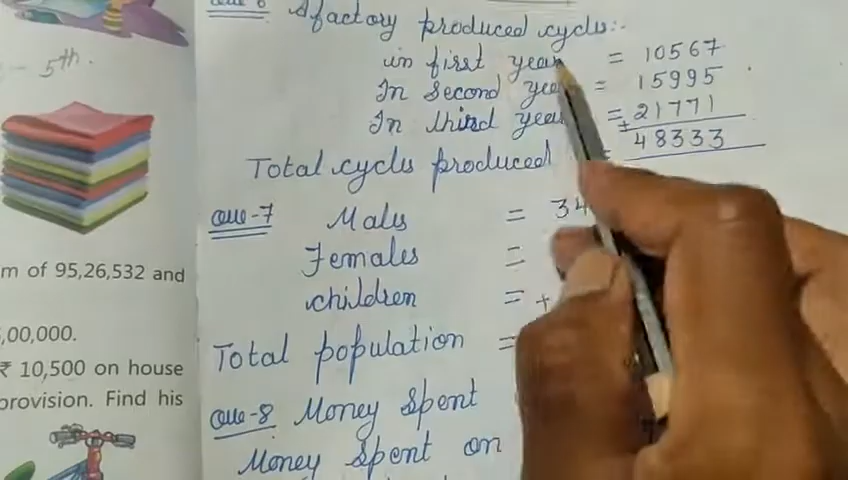 A factory produced cycles:-
in first year = 10567
In second year = 15995
In third year = + 21771
Total cycles produced = 48333
Que-7 Males = 34
Females =
children = +
Total population =
Que-8 Money Spent
Money Spent on
5th.
m of 95,26,532 and
5,00,000.
₹ 10,500 on house
provision. Find his